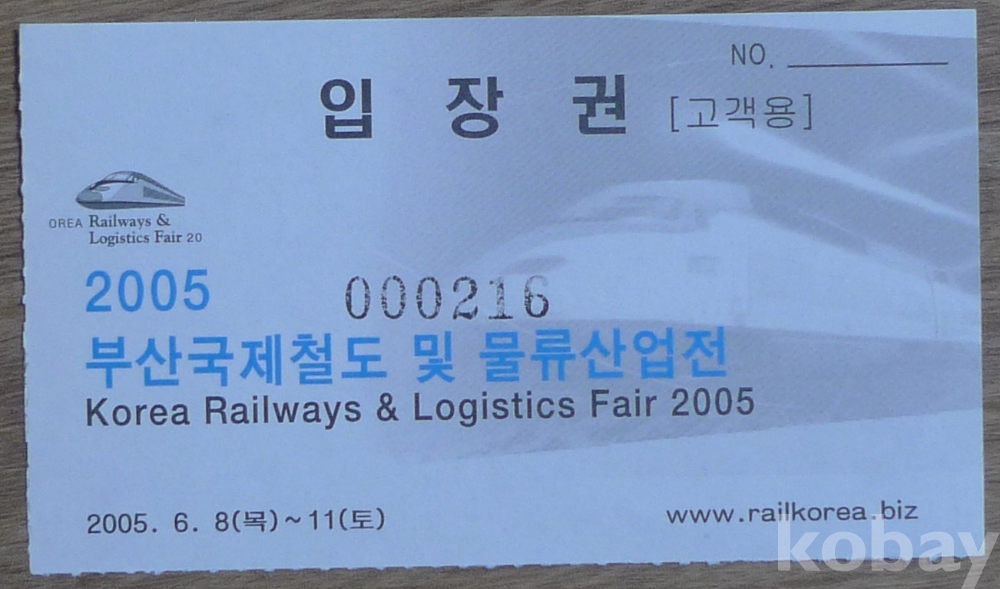 NO.
입 장 권 [고객용]
OREA Railways &
Logistics Fair 20
2005
000216
부산국제철도 및 물류산업전
Korea Railways & Logistics Fair 2005
2005. 6. 8(목)~11(토)
www.railkorea.biz
kobay